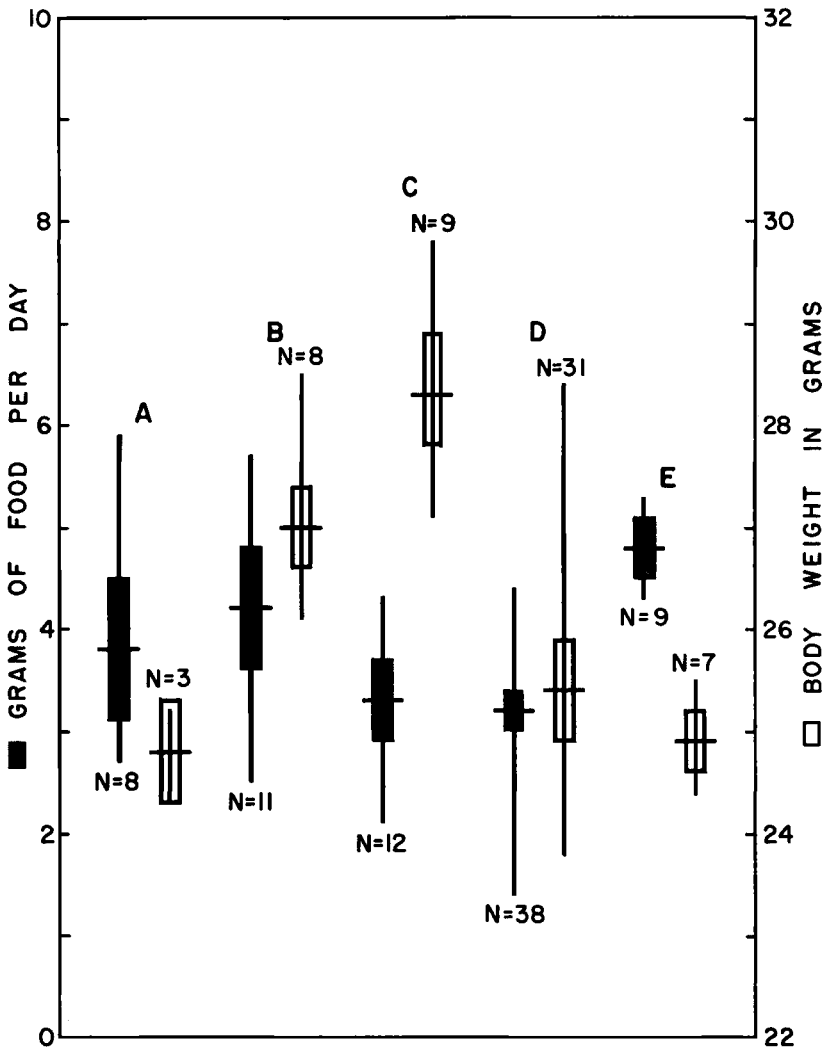 10
8
6
4
2
0
GRAMS OF FOOD PER DAY
A
N=8
N=3
B
N=11
N=8
C
N=12
N=9
D
N=38
N=31
E
N=9
N=7
32
30
28
26
24
22
BODY WEIGHT IN GRAMS